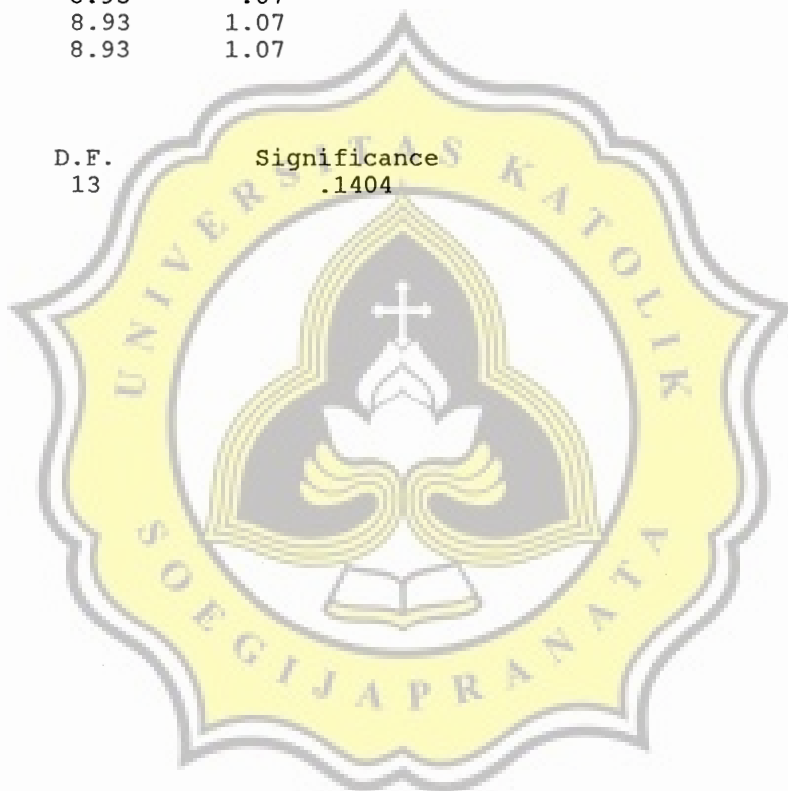 8.93 1.07
8.93 1.07
D.F. Significance
13 .1404
UNIVERSITAS KATOLIK
SOEGIJAPRANATA